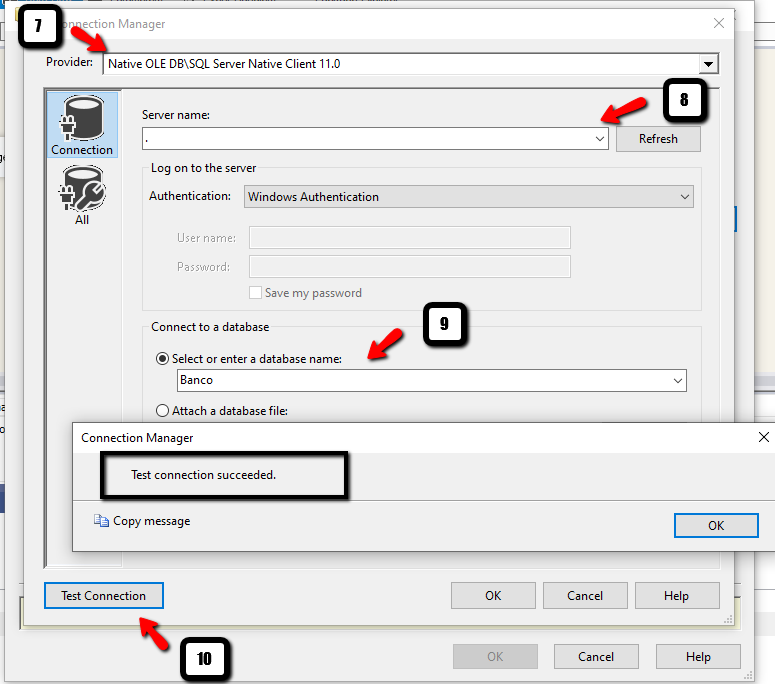 7
Connection Manager
Provider:
Native OLE DB\SQL Server Native Client 11.0
8
Connection
All
Server name:
.
Refresh
Log on to the server
Authentication:
Windows Authentication
User name:
Password:
Save my password
9
Connect to a database
Select or enter a database name:
Banco
Attach a database file:
Connection Manager
Test connection succeeded.
Copy message
OK
Test Connection
OK
Cancel
Help
10
OK
Cancel
Help